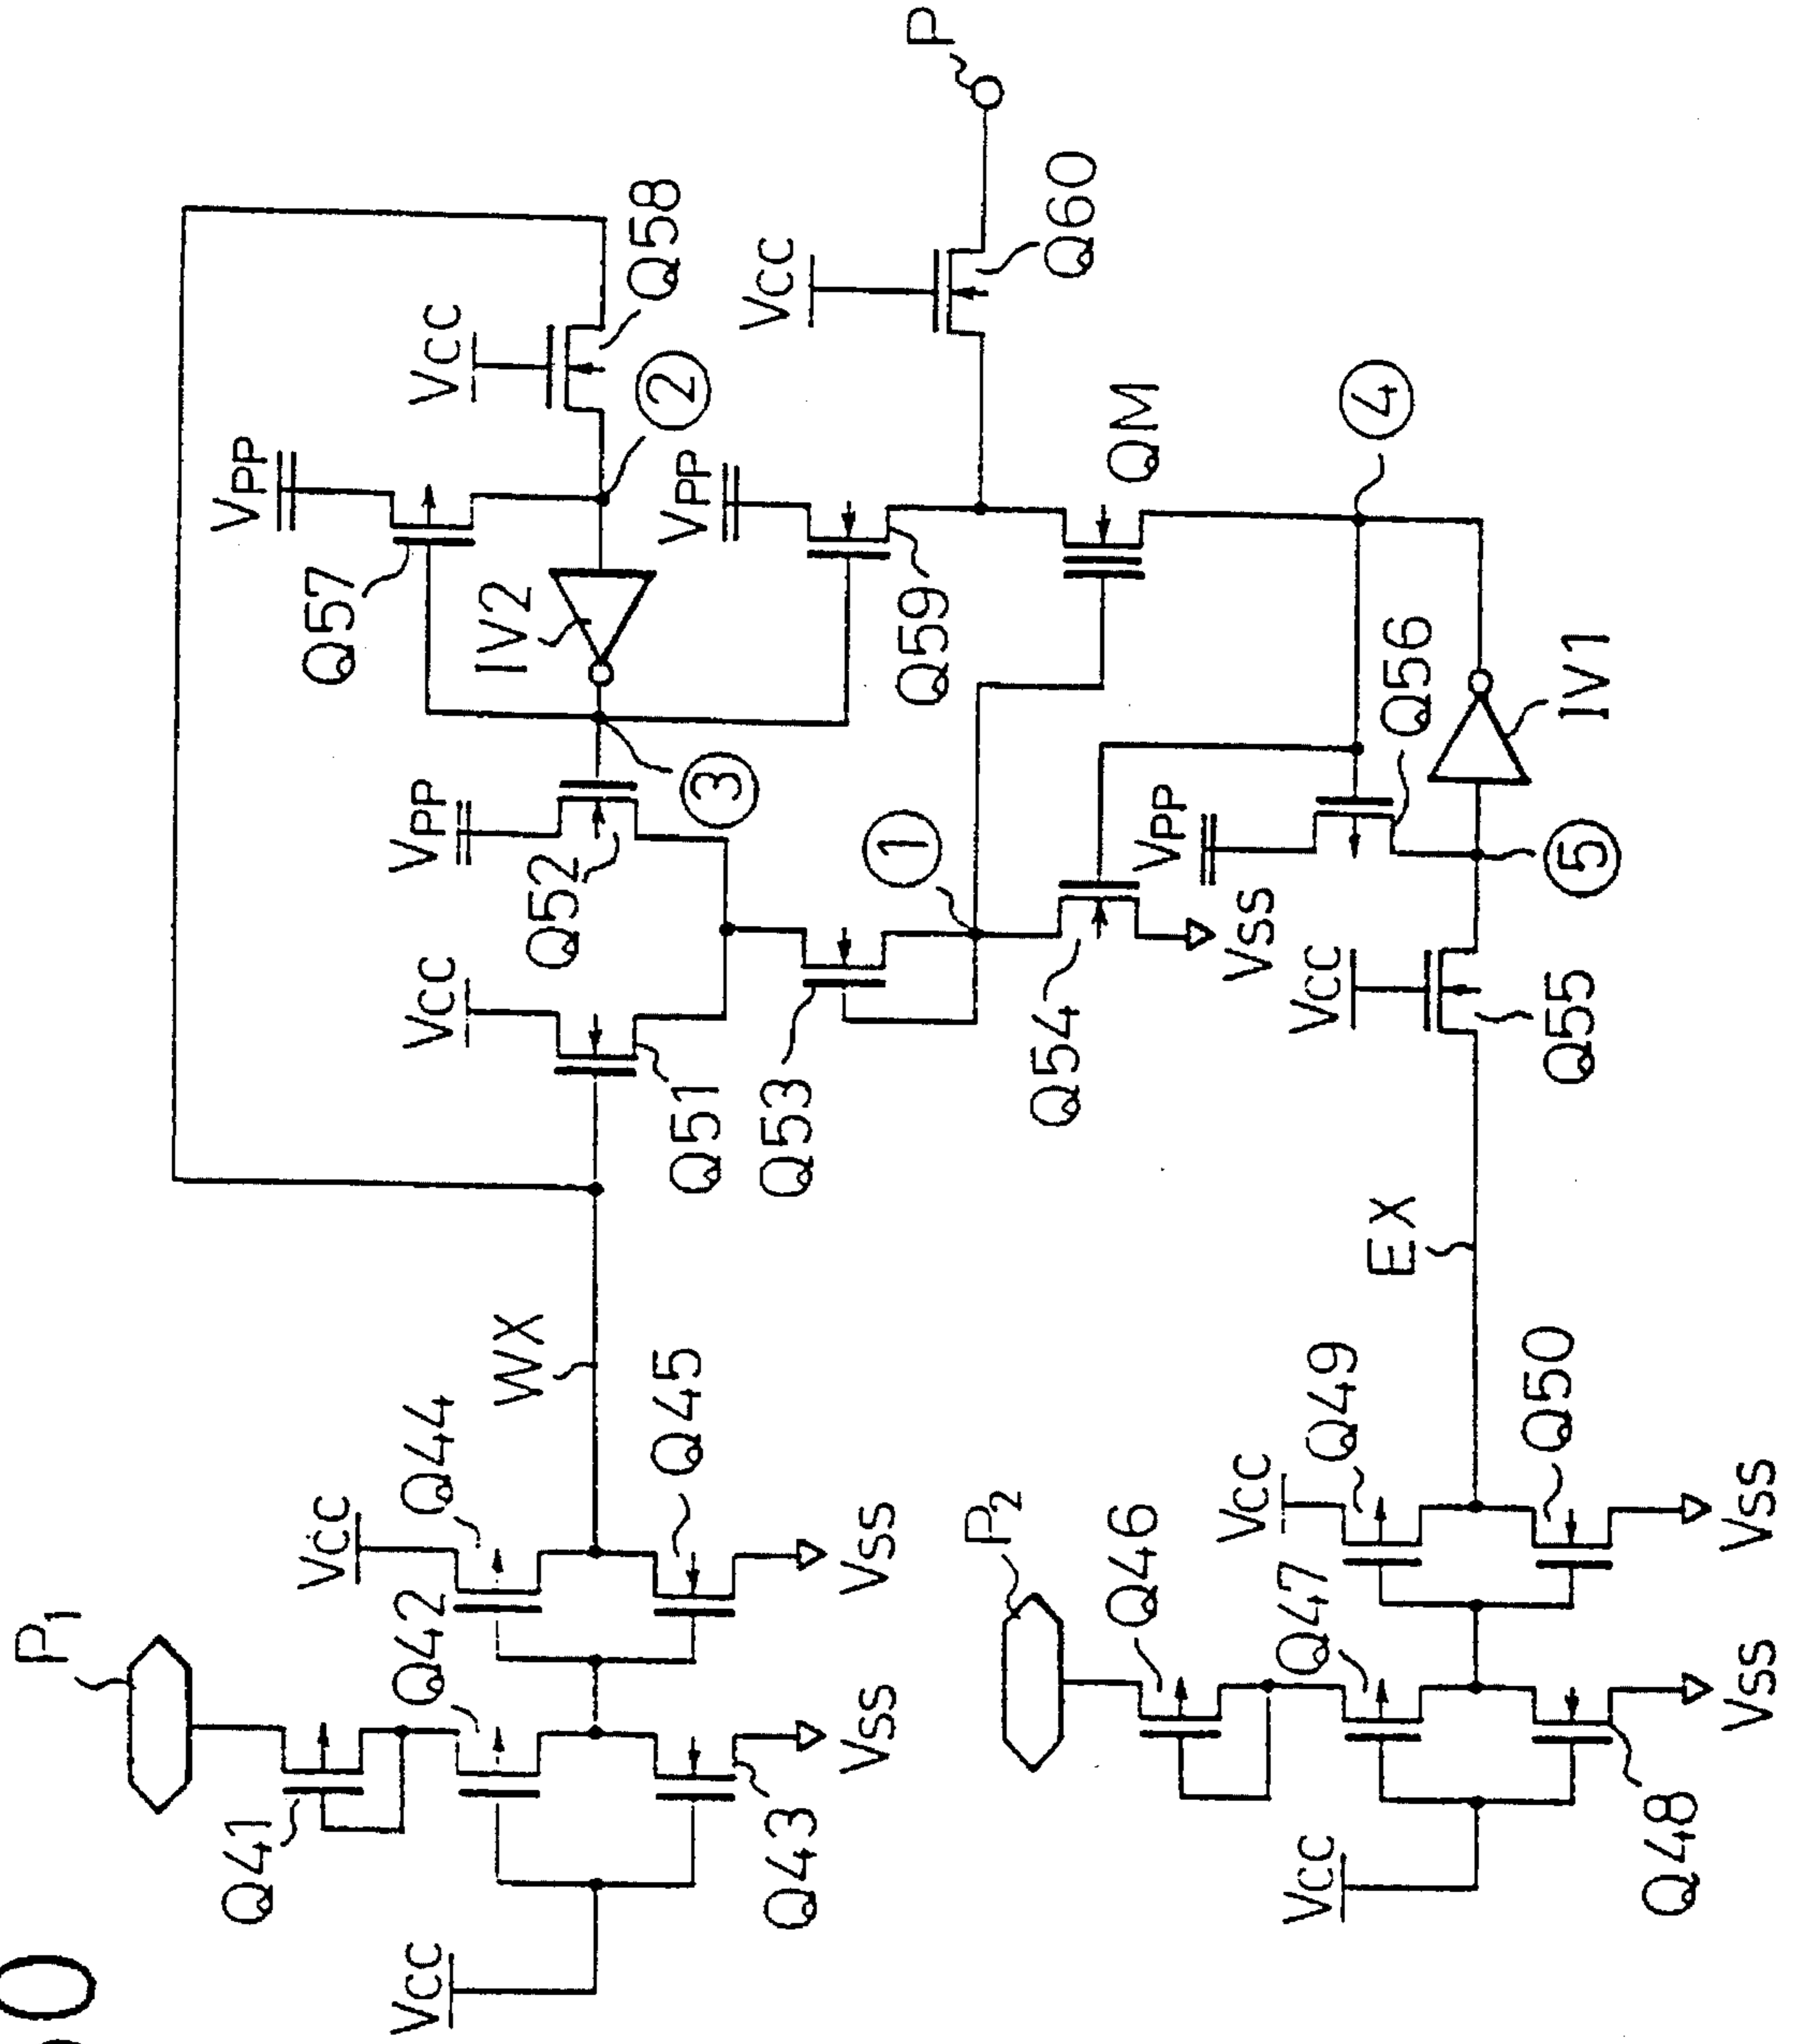 P1
Q41
VCC
Q42
VCC
Q44
Q43
VSS
Q45
VSS
WX
P2
Q46
VCC
Q47
VCC
Q49
Q48
VSS
Q50
VSS
EX
VCC
Q51
VPP
Q52
Q53
①
Q54
VSS
VCC
Q55
VPP
Q56
⑤
IV1
③
IV2
Q57
VPP
VCC
Q58
②
VPP
Q59
QM
④
VCC
Q60
P